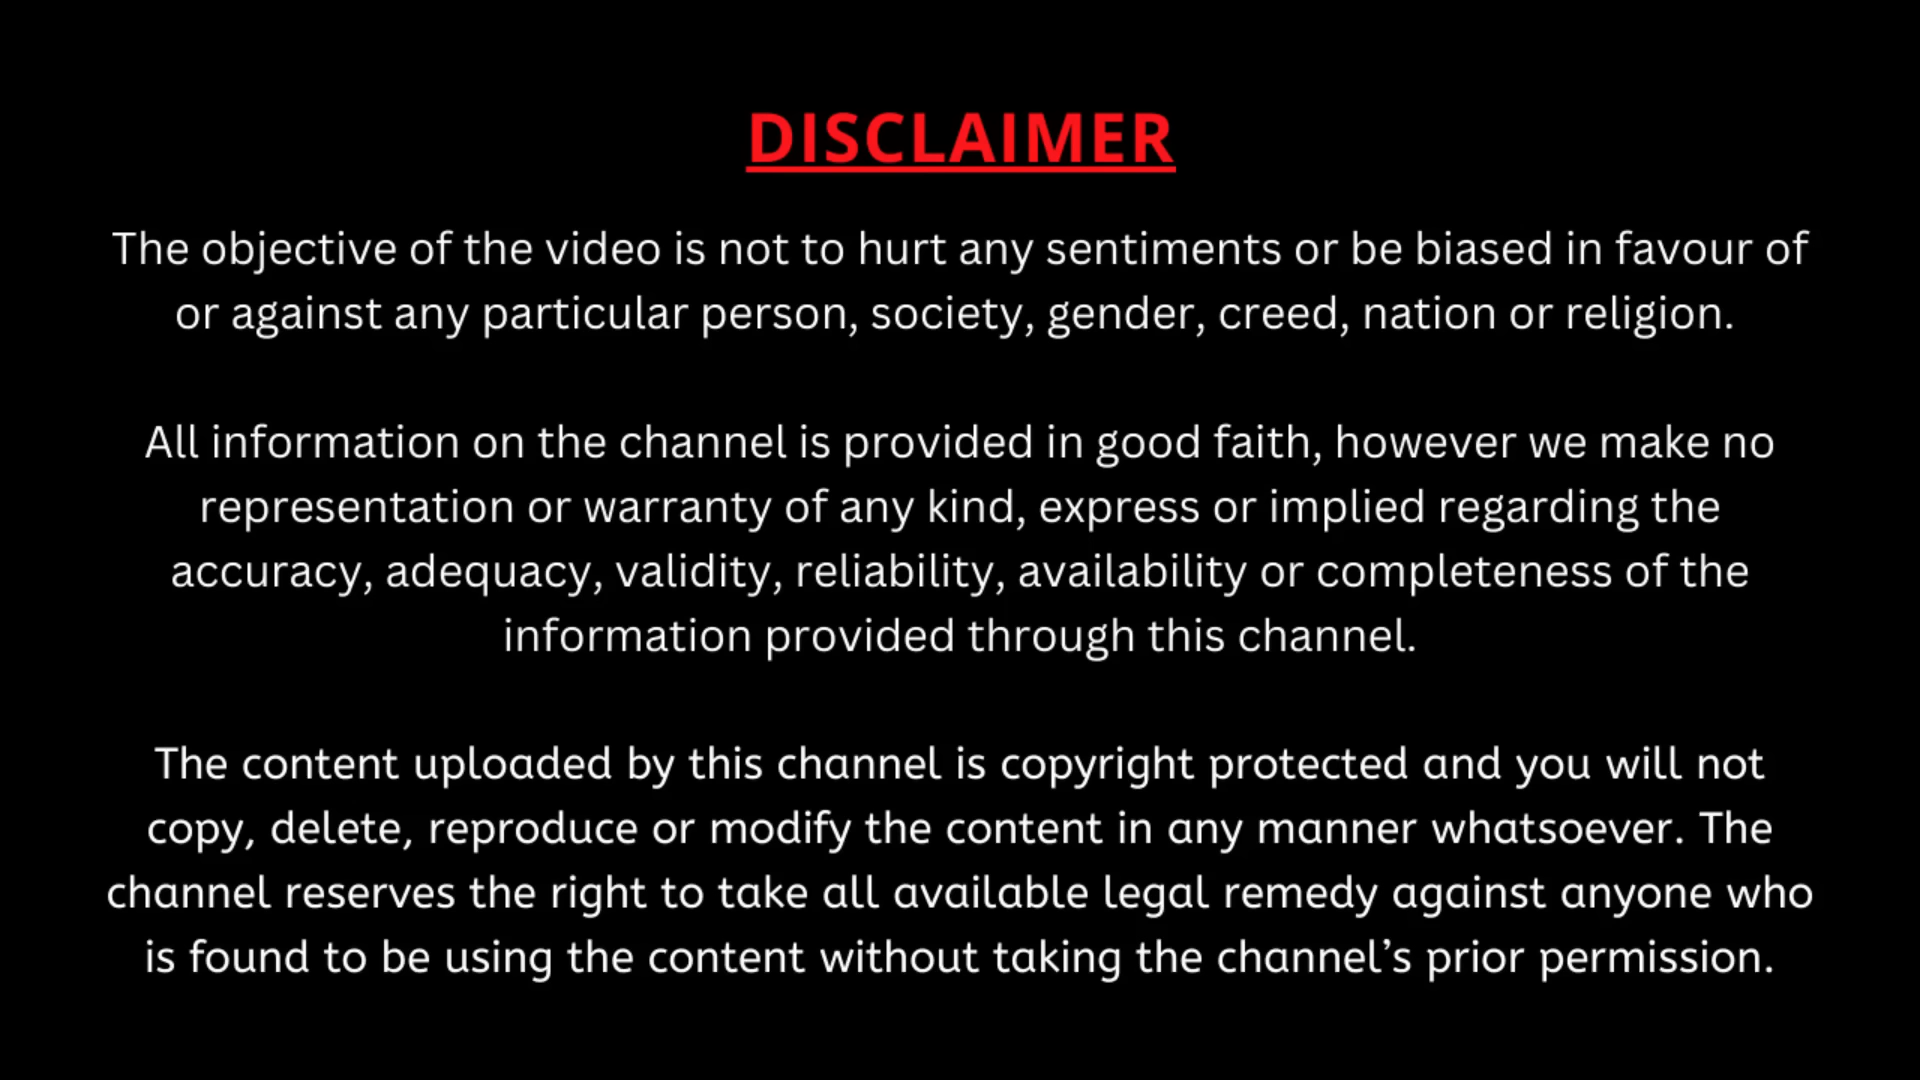 DISCLAIMER
The objective of the video is not to hurt any sentiments or be biased in favour of
or against any particular person, society, gender, creed, nation or religion.
All information on the channel is provided in good faith, however we make no
representation or warranty of any kind, express or implied regarding the
accuracy, adequacy, validity, reliability, availability or completeness of the
information provided through this channel.
The content uploaded by this channel is copyright protected and you will not
copy, delete, reproduce or modify the content in any manner whatsoever. The
channel reserves the right to take all available legal remedy against anyone who
is found to be using the content without taking the channel’s prior permission.